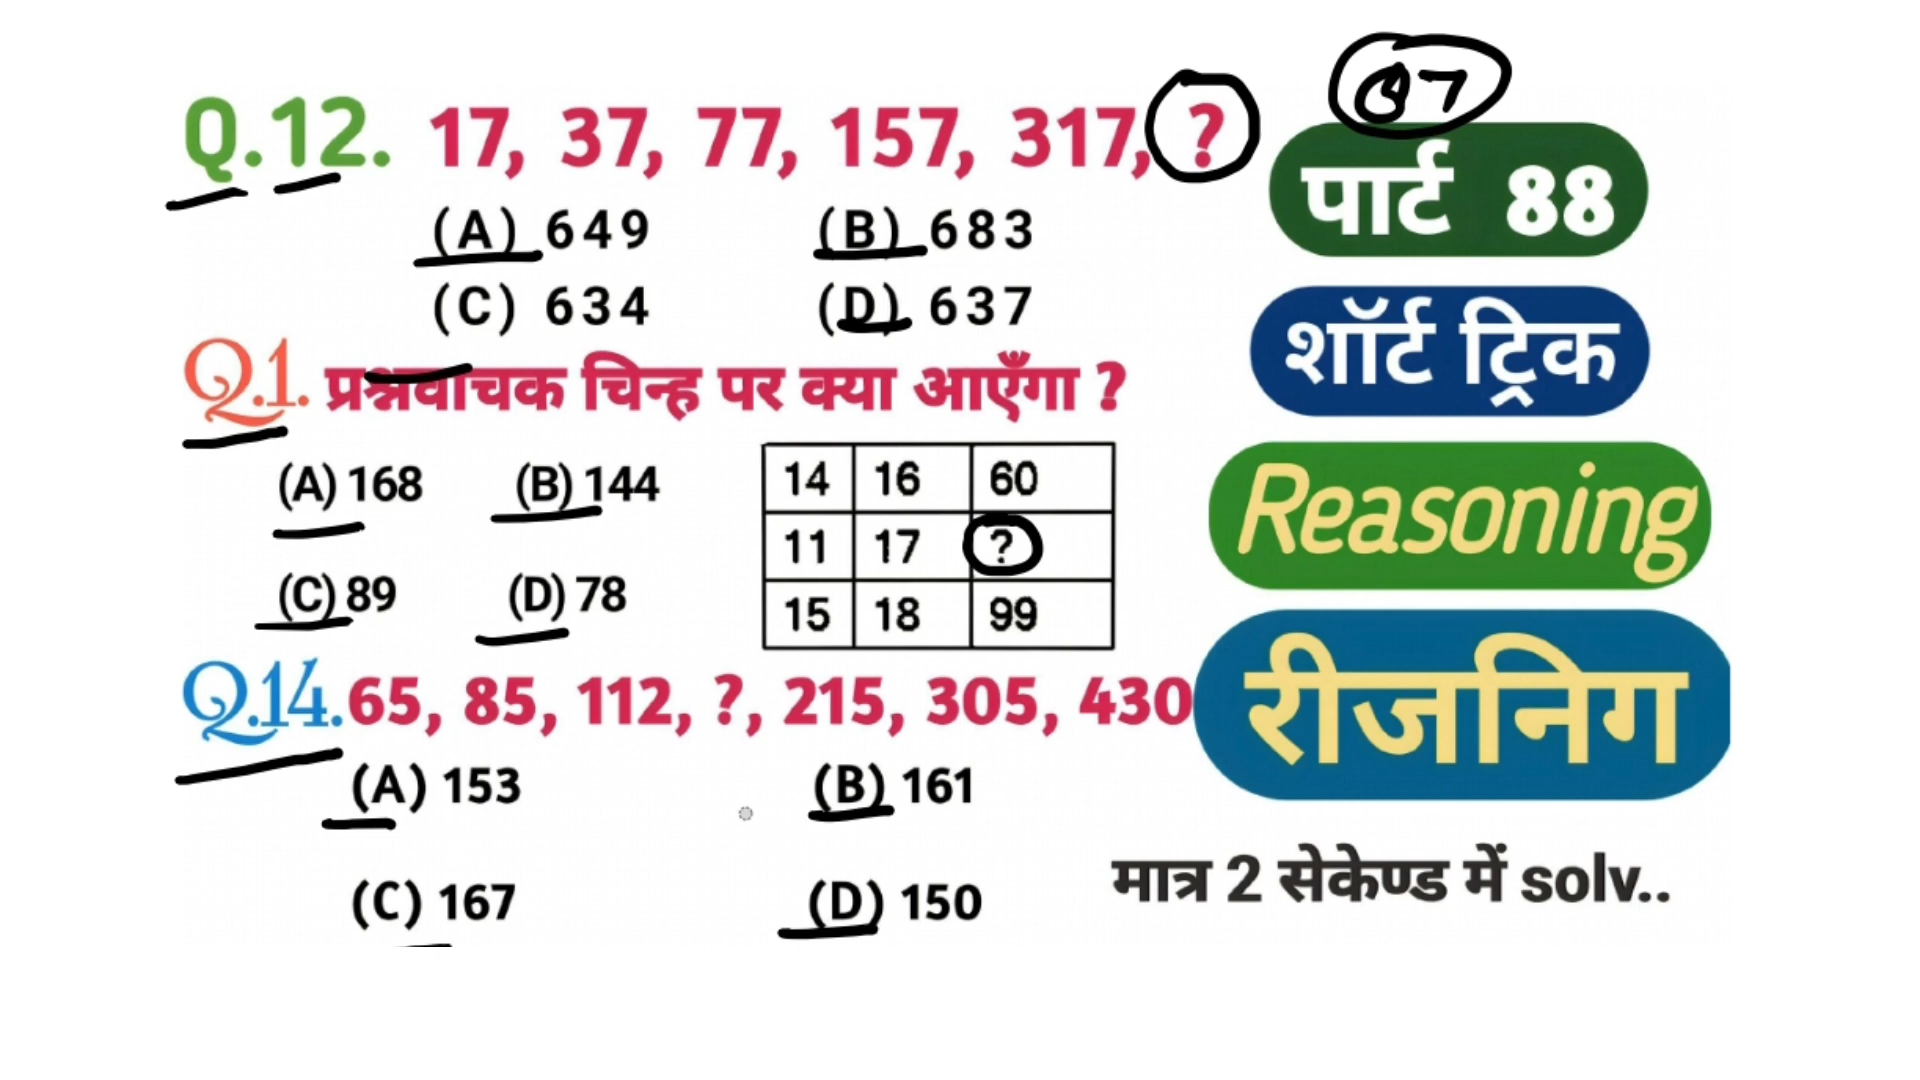 Q.12. 17, 37, 77, 157, 317, ?
(A) 649 (B) 683
(C) 634 (D) 637
Q.1. प्रश्नवाचक चिन्ह पर क्या आएँगा ?
(A) 168 (B) 144
(C) 89 (D) 78
14 16 60
11 17 ?
15 18 99
Q.14. 65, 85, 112, ?, 215, 305, 430
(A) 153 (B) 161
(C) 167 (D) 150
पार्ट 88
शॉर्ट ट्रिक
Reasoning
रीजनिग
मात्र 2 सेकेण्ड में solv..